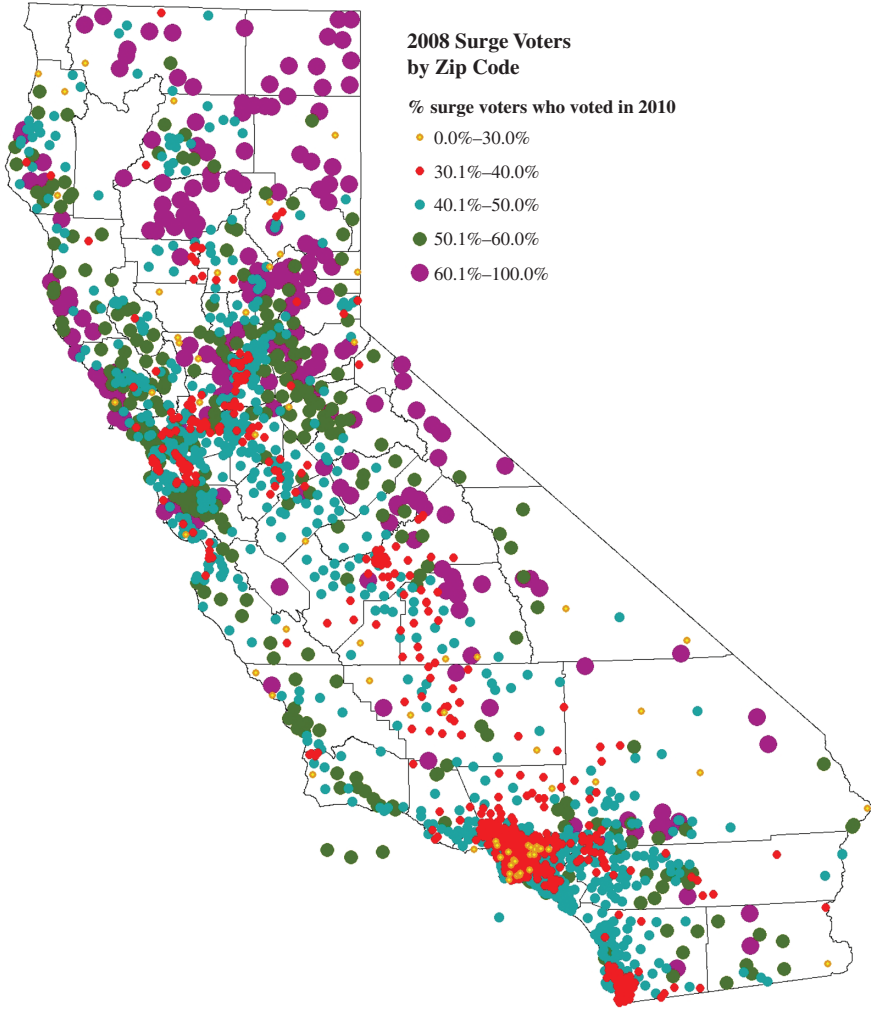 2008 Surge Voters
by Zip Code
% surge voters who voted in 2010
0.0%–30.0%
30.1%–40.0%
40.1%–50.0%
50.1%–60.0%
60.1%–100.0%